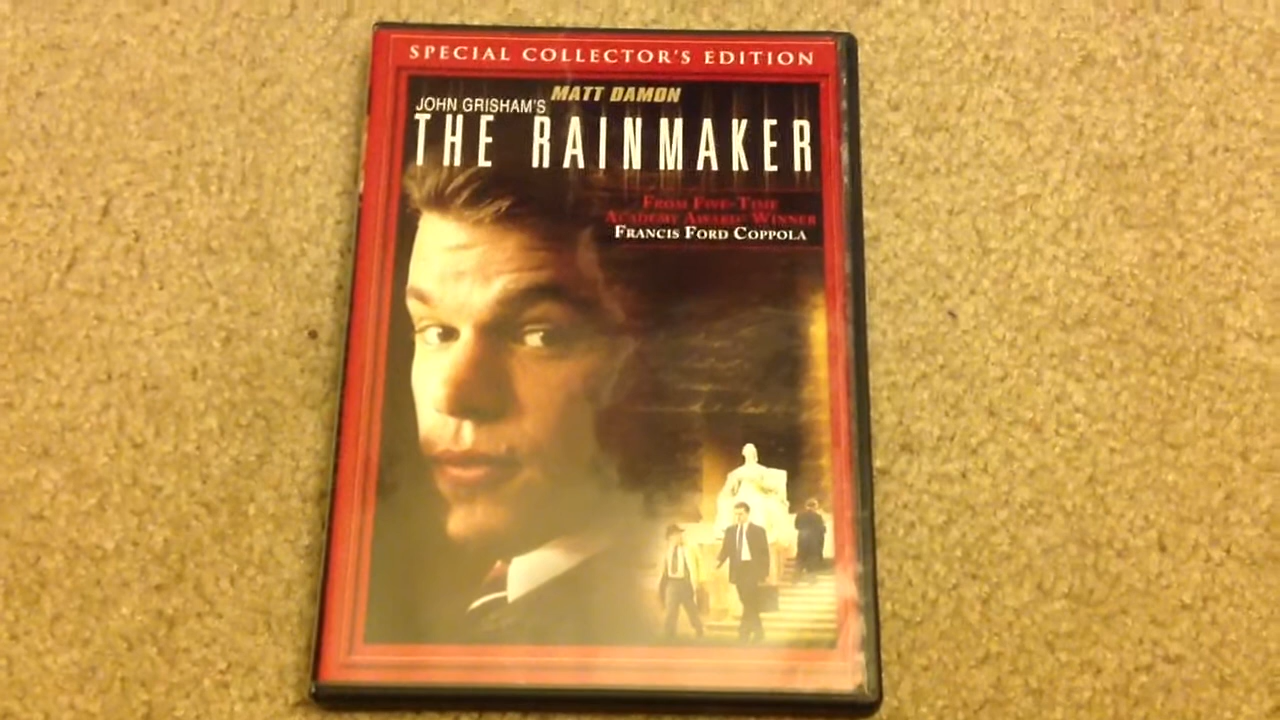 SPECIAL COLLECTOR'S EDITION
MATT DAMON
JOHN GRISHAM'S
THE RAINMAKER
FROM FIVE-TIME
ACADEMY AWARD® WINNER
FRANCIS FORD COPPOLA